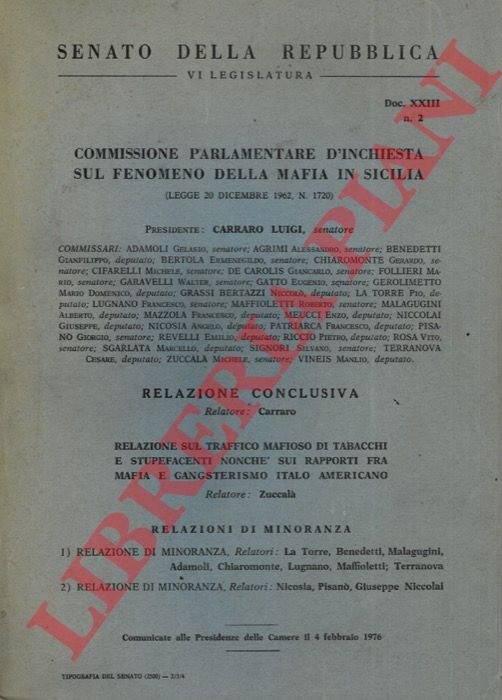 SENATO DELLA REPUBBLICA
VI LEGISLATURA
Doc. XXIII
n. 2
COMMISSIONE PARLAMENTARE D'INCHIESTA
SUL FENOMENO DELLA MAFIA IN SICILIA
(LEGGE 20 DICEMBRE 1962, N. 1720)
PRESIDENTE: CARRARO LUIGI, senatore
COMMISSARI: ADAMOLI GELASIO, senatore; AGRIMI ALESSANDRO, senatore; BENEDETTI
GIANFILIPPO, deputato; BERTOLA ERMENEGILDO, senatore; CHIAROMONTE GERARDO, se-
natore; CIFARELLI MICHELE, senatore; DE CAROLIS GIANCARLO, senatore; FOLLIERI MA-
RIO, senatore; GARAVELLI WALTER, senatore; GATTO EUGENIO, senatore; GEROLIMETTO
MARIO DOMENICO, deputato; GRASSI BERTAZZI NICCOLÒ, deputato; LA TORRE PIO, de-
putato; LUGNANO FRANCESCO, senatore; MAFFIOLETTI ROBERTO, senatore; MALAGUGINI
ALBERTO, deputato; MAZZOLA FRANCESCO, deputato; MEUCCI ENZO, deputato; NICCOLAI
GIUSEPPE, deputato; NICOSIA ANGELO, deputato; PATRIARCA FRANCESCO, deputato; PISA-
NÒ GIORGIO, senatore; REVELLI EMILIO, deputato; RICCIO PIETRO, deputato; ROSA VITO,
senatore; SGARLATA MARCELLO, deputato; SIGNORI SILVANO, senatore; TERRANOVA
CESARE, deputato; ZUCCALÀ MICHELE, senatore; VINEIS MANLIO, deputato.
RELAZIONE CONCLUSIVA
Relatore: Carraro
RELAZIONE SUL TRAFFICO MAFIOSO DI TABACCHI
E STUPEFACENTI NONCHE' SUI RAPPORTI FRA
MAFIA E GANGSTERISMO ITALO AMERICANO
Relatore: Zuccalà
RELAZIONI DI MINORANZA
1) RELAZIONE DI MINORANZA, Relatori: La Torre, Benedetti, Malagugini,
Adamoli, Chiaromonte, Lugnano, Maffioletti; Terranova
2) RELAZIONE DI MINORANZA, Relatori: Nicosia, Pisanò, Giuseppe Niccolai
Comunicate alle Presidenze delle Camere il 4 febbraio 1976
TIPOGRAFIA DEL SENATO (2500) — 2/3/4
LIBRERIA PIANI